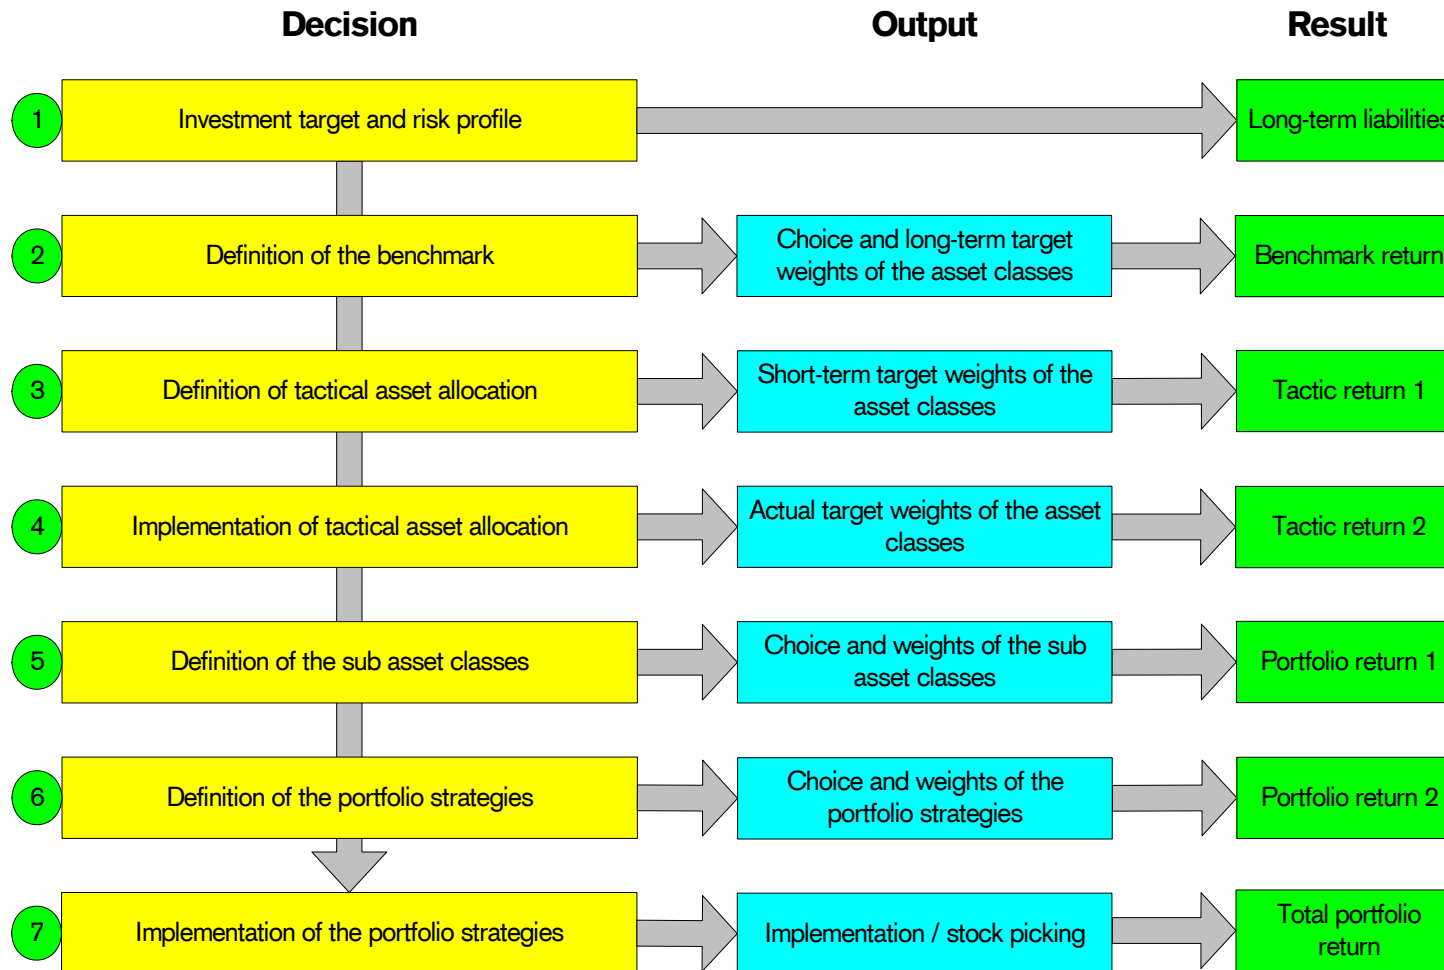 Decision Output Result
1 Investment target and risk profile Long-term liabilities
2 Definition of the benchmark
Choice and long-term target
weights of the asset classes
Benchmark return
3 Definition of tactical asset allocation
Short-term target weights of the
asset classes
Tactic return 1
4 Implementation of tactical asset allocation
Actual target weights of the asset
classes
Tactic return 2
5 Definition of the sub asset classes
Choice and weights of the sub
asset classes
Portfolio return 1
6 Definition of the portfolio strategies
Choice and weights of the
portfolio strategies
Portfolio return 2
7 Implementation of the portfolio strategies
Implementation / stock picking
Total portfolio
return